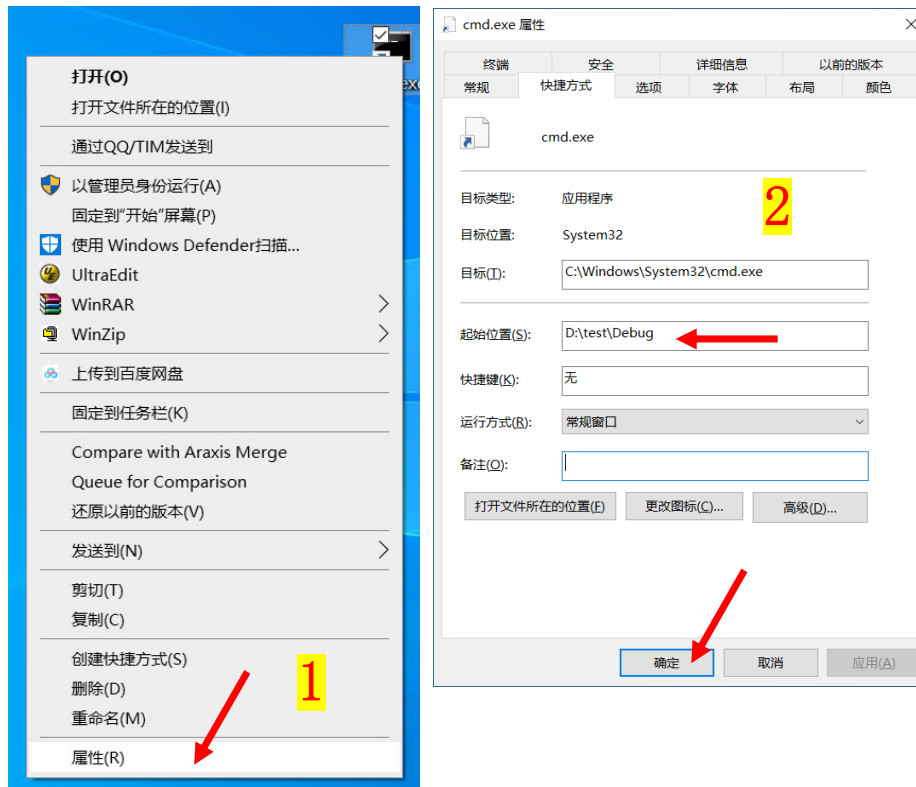 打开(O)
打开文件所在的位置(I)
通过QQ/TIM发送到
以管理员身份运行(A)
固定到"开始"屏幕(P)
使用 Windows Defender扫描...
UltraEdit
WinRAR
WinZip
上传到百度网盘
固定到任务栏(K)
Compare with Araxis Merge
Queue for Comparison
还原以前的版本(V)
发送到(N)
剪切(T)
复制(C)
创建快捷方式(S)
删除(D)
重命名(M)
属性(R)
1
cmd.exe 属性
终端 安全 详细信息 以前的版本
常规 快捷方式 选项 字体 布局 颜色
cmd.exe
2
目标类型: 应用程序
目标位置: System32
目标(T): C:\Windows\System32\cmd.exe
起始位置(S): D:\test\Debug
快捷键(K): 无
运行方式(R): 常规窗口
备注(O):
打开文件所在的位置(F) 更改图标(C)... 高级(D)...
确定 取消 应用(A)